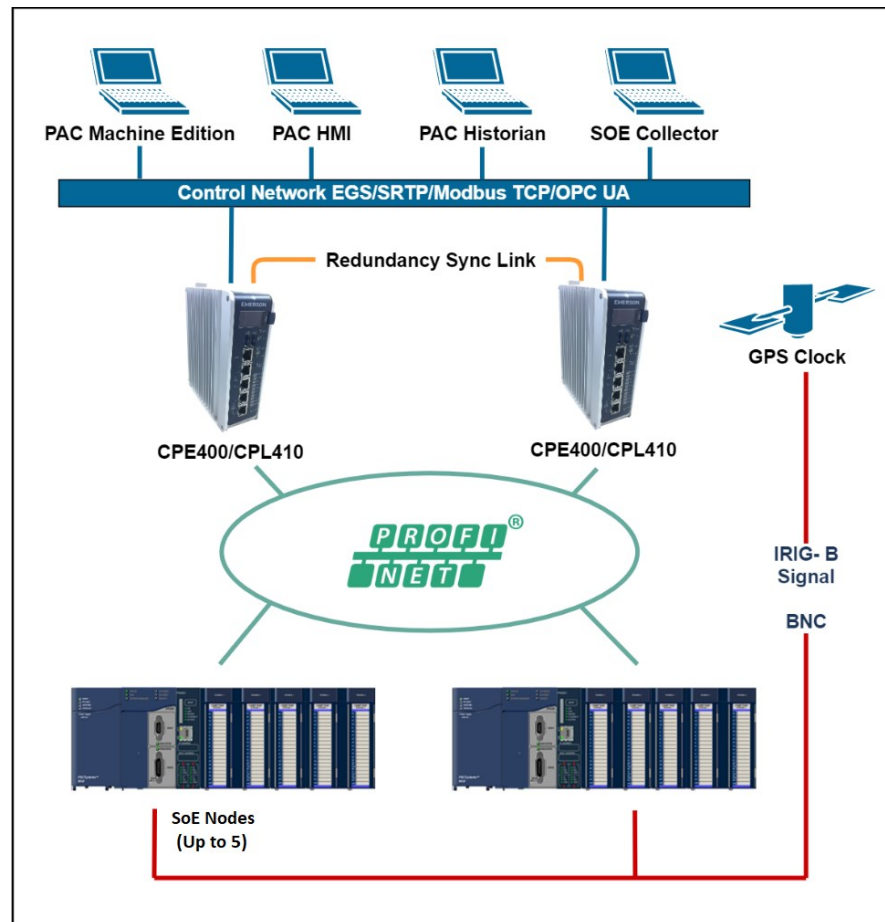 PAC Machine Edition
PAC HMI
PAC Historian
SOE Collector
Control Network EGS/SRTP/Modbus TCP/OPC UA
Redundancy Sync Link
EMERSON
EMERSON
GPS Clock
CPE400/CPL410
CPE400/CPL410
PROFI®
NET
IRIG- B
Signal
BNC
SoE Nodes
(Up to 5)